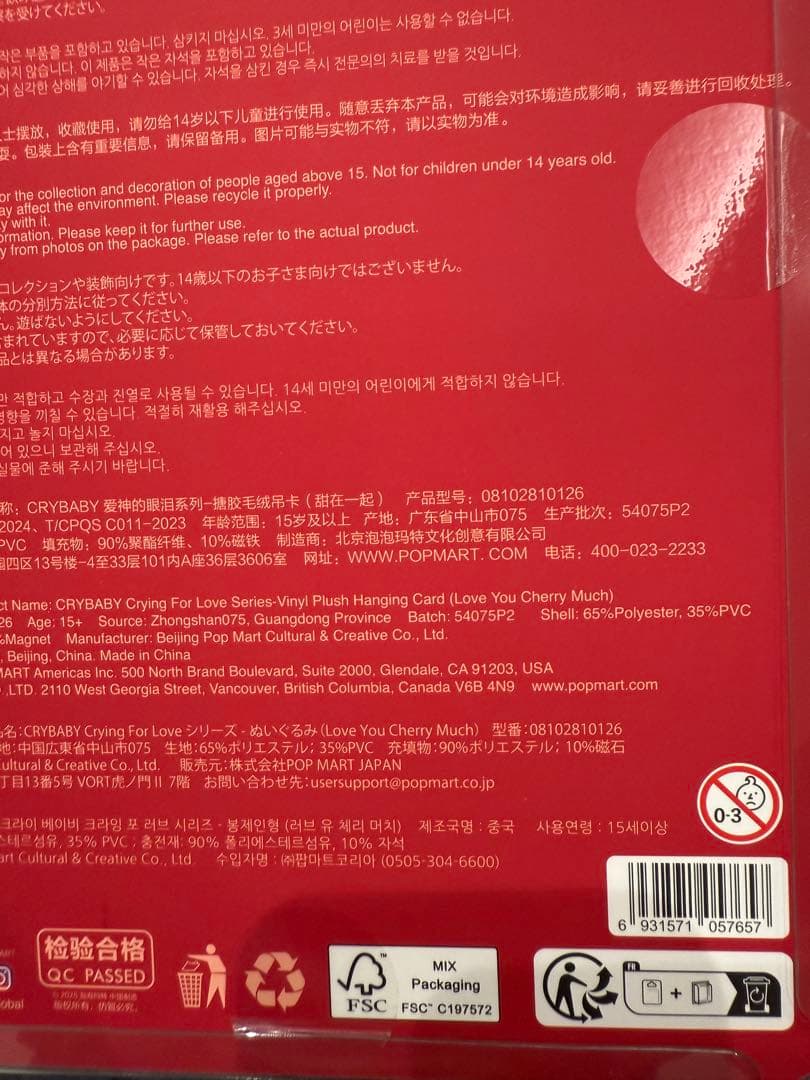 察を受けてください。
작은 부품을 포함하고 있습니다. 삼키지 마십시오. 3세 미만의 어린이는 사용할 수 없습니다.
하지 않습니다. 이 제품은 작은 자석을 포함하고 있습니다.
어 심각한 상해를 야기할 수 있습니다. 자석을 삼킨 경우 즉시 전문의의 치료를 받을 것입니다.
士摆放，收藏使用，请勿给14岁以下儿童进行使用。随意丢弃本产品，可能会对环境造成影响，请妥善进行回收处理。
耍。包装上含有重要信息，请保留备用。图片可能与实物不符，请以实物为准。
or the collection and decoration of people aged above 15. Not for children under 14 years old.
ay affect the environment. Please recycle it properly.
y with it.
ormation. Please keep it for further use.
y from photos on the package. Please refer to the actual product.
コレクションや装飾向けです。14歳以下のお子さま向けではございません。
体の分別方法に従ってください。
ん。遊ばないようにしてください。
含まれていますので、必要に応じて保管しておいてください。
品とは異なる場合があります。
만 적합하고 수장과 진열로 사용될 수 있습니다. 14세 미만의 어린이에게 적합하지 않습니다.
영향을 끼칠 수 있습니다. 적절히 재활용 해주십시오.
지고 놀지 마십시오.
어 있으니 보관해 주십시오.
실물에 준해 주시기 바랍니다.
称：CRYBABY 爱神的眼泪系列-搪胶毛绒吊卡（甜在一起） 产品型号：08102810126
2024、T/CPQS C011-2023 年龄范围：15岁及以上 产地：广东省中山市075 生产批次：54075P2
PVC 填充物：90%聚酯纤维、10%磁铁 制造商：北京泡泡玛特文化创意有限公司
园四区13号楼-4至33层101内A座36层3606室 网址：WWW.POPMART.COM 电话：400-023-2233
ct Name: CRYBABY Crying For Love Series-Vinyl Plush Hanging Card (Love You Cherry Much)
26 Age: 15+ Source: Zhongshan075, Guangdong Province Batch: 54075P2 Shell: 65%Polyester, 35%PVC
%Magnet Manufacturer: Beijing Pop Mart Cultural & Creative Co., Ltd.
, Beijing, China. Made in China
MART Americas Inc. 500 North Brand Boulevard, Suite 2000, Glendale, CA 91203, USA
,LTD. 2110 West Georgia Street, Vancouver, British Columbia, Canada V6B 4N9 www.popmart.com
品名：CRYBABY Crying For Love シリーズ - ぬいぐるみ（Love You Cherry Much） 型番：08102810126
地：中国広東省中山市075 生地：65%ポリエステル；35%PVC 充填物：90%ポリエステル；10%磁石
Cultural & Creative Co., Ltd. 販売元：株式会社POP MART JAPAN
丁目13番5号 VORT虎ノ門Ⅱ 7階 お問い合わせ先：usersupport@popmart.co.jp
크라이 베이비 크라잉 포 러브 시리즈 - 봉제인형 (러브 유 체리 머치) 제조국명 : 중국 사용연령 : 15세이상
스테르섬유, 35% PVC ; 충전재: 90% 폴리에스테르섬유, 10% 자석
art Cultural & Creative Co., Ltd. 수입자명 : ㈜팝마트코리아 (0505-304-6600)
0-3
6 931571 057657
MART
lobal
检验合格
QC PASSED
版权所有，仿冒必究。
FSC™
MIX
Packaging
FSC™ C197572
FR
+